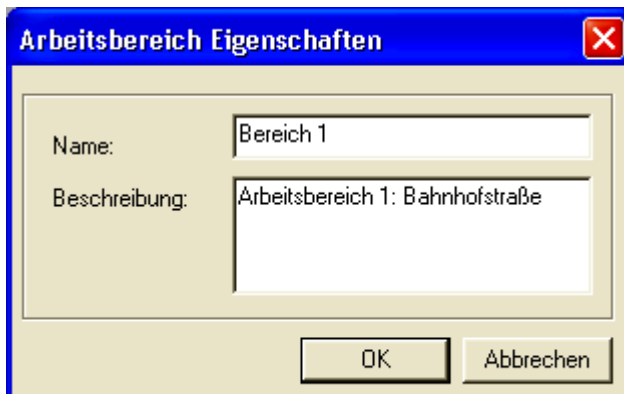 Arbeitsbereich Eigenschaften
Name:
Bereich 1
Beschreibung:
Arbeitsbereich 1: Bahnhofstraße
OK
Abbrechen